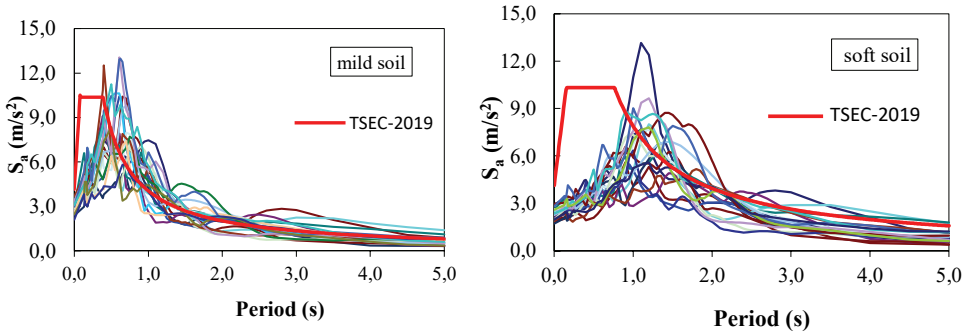 15,0
12,0
9,0
6,0
3,0
0,0
Sₐ (m/s²)
mild soil
TSEC-2019
0,0 1,0 2,0 3,0 4,0 5,0
Period (s)
15,0
12,0
9,0
6,0
3,0
0,0
Sₐ (m/s²)
soft soil
TSEC-2019
0,0 1,0 2,0 3,0 4,0 5,0
Period (s)